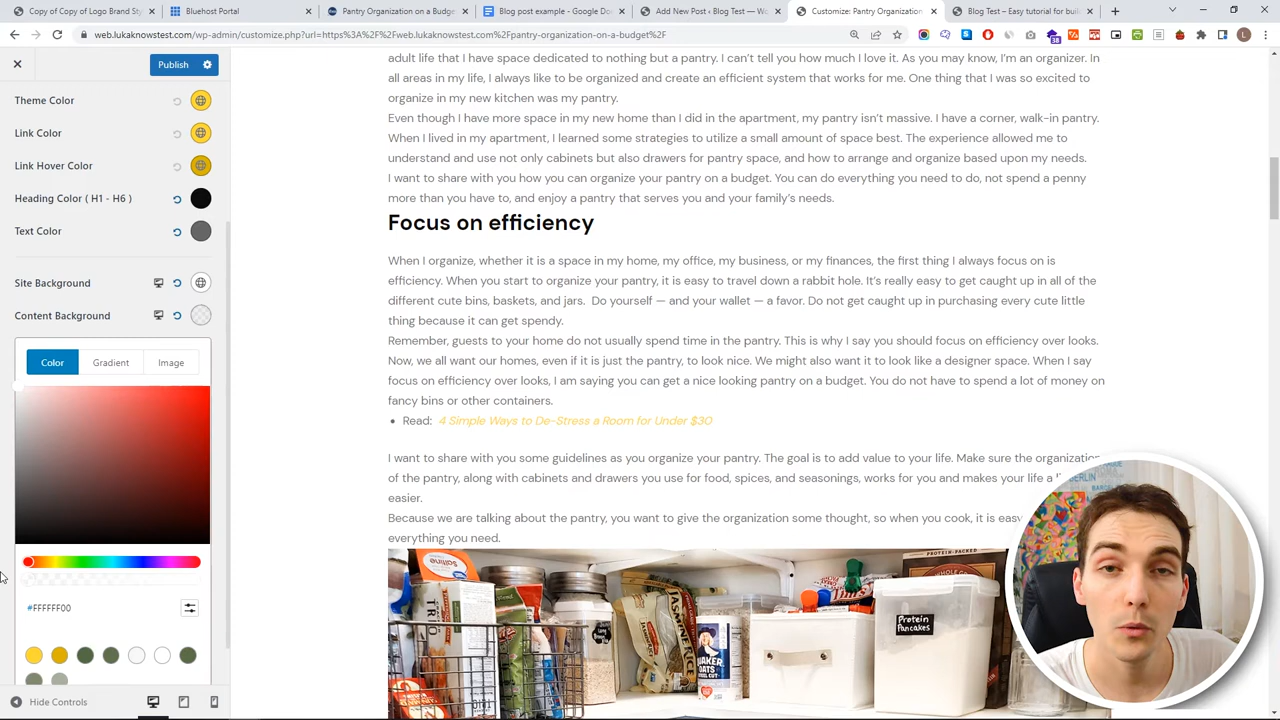 Copy of Copy of Logo Brand Sty
Bluehost Portal
Pantry Organization on a Budge
Blog post example - Google Doc
Add New Post ‹ Blog Test — Wo
Customize: Pantry Organization
Blog Test – Easy tutorial for buil
web.lukaknowstest.com/wp-admin/customize.php?url=https%3A%2F%2Fweb.lukaknowstest.com%2Fpantry-organization-on-a-budget%2F
38
L
Publish
Theme Color
Link Color
Link Hover Color
Heading Color ( H1 - H6 )
Text Color
Site Background
Content Background
Color
Gradient
Image
#FFFFFF00
Hide Controls
adult life that I have space dedicated to nothing but a pantry. I can't tell you how much I love it. As you may know, I'm an organizer. In
all areas in my life, I always like to be organized and create an efficient system that works for me. One thing that I was so excited to
organize in my new kitchen was my pantry.
Even though I have more space in my new home than I did in the apartment, my pantry isn't massive. I have a corner, walk-in pantry.
When I lived in my apartment, I learned some strategies to utilize a small amount of space best. The experience allowed me to
understand and use not only cabinets but also drawers for pantry space, and how to arrange and organize based upon my needs.
I want to share with you how you can organize your pantry on a budget. You can do everything you need to do, not spend a penny
more than you have to, and enjoy a pantry that serves you and your family's needs.
Focus on efficiency
When I organize, whether it is a space in my home, my office, my business, or my finances, the first thing I always focus on is
efficiency. When you start to organize your pantry, it is easy to travel down a rabbit hole. It's really easy to get caught up in all of the
different cute bins, baskets, and jars.  Do yourself — and your wallet — a favor. Do not get caught up in purchasing every cute little
thing because it can get spendy.
Remember, guests to your home do not usually spend time in the pantry. This is why I say you should focus on efficiency over looks.
Now, we all want our homes, even if it is just the pantry, to look nice. We might also want it to look like a designer space. When I say
focus on efficiency over looks, I am saying you can get a nice looking pantry on a budget. You do not have to spend a lot of money on
fancy bins or other containers.
• Read:  4 Simple Ways to De-Stress a Room for Under $30
I want to share with you some guidelines as you organize your pantry. The goal is to add value to your life. Make sure the organization
of the pantry, along with cabinets and drawers you use for food, spices, and seasonings, works for you and makes your life a
easier.
Because we are talking about the pantry, you want to give the organization some thought, so when you cook, it is easy
everything you need.
PROTEIN-PACKED
WHOLE GRAIN
JASMINE
QUAKER
OATS
Protein
Pancakes
BERLIN